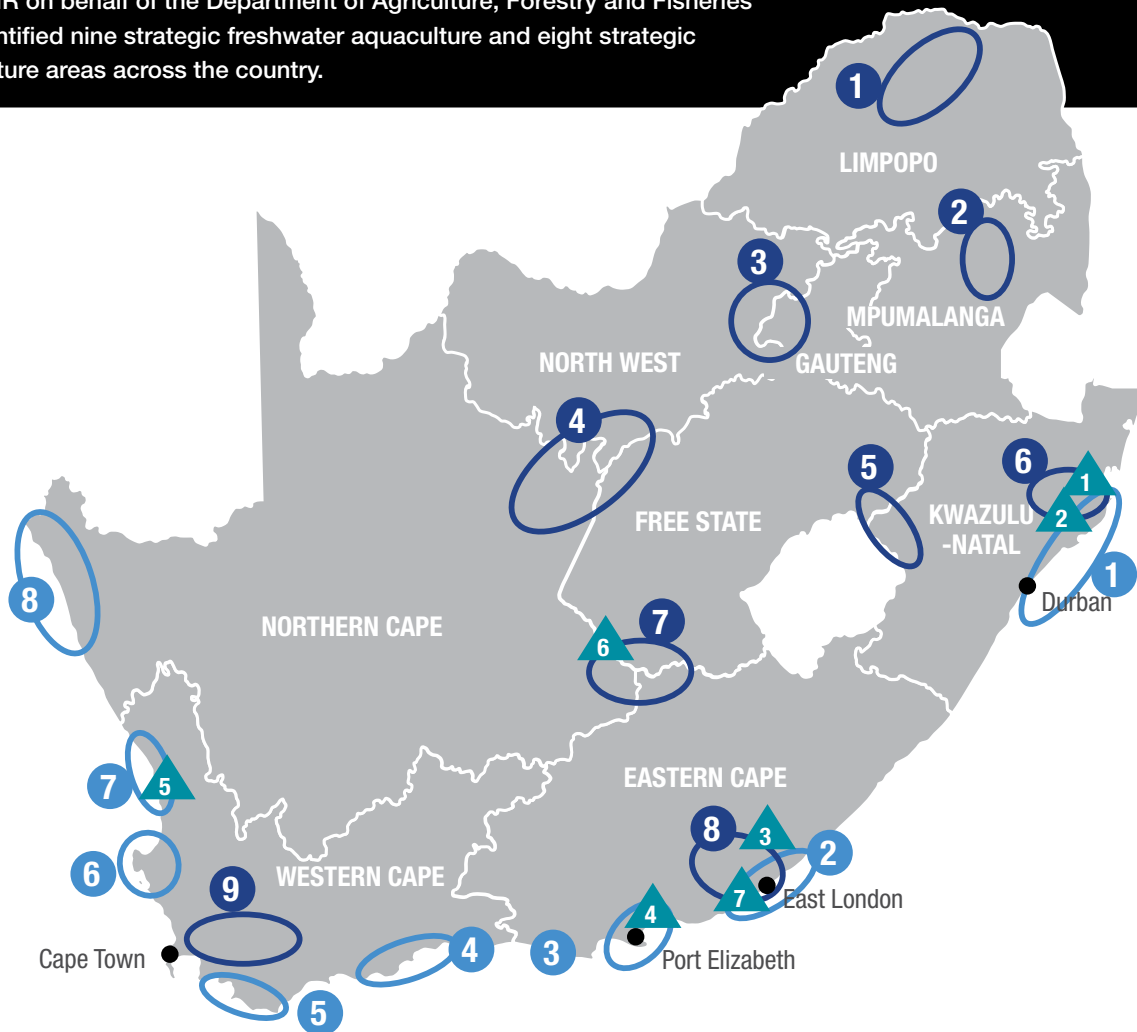 on behalf of the Department of Agriculture, Forestry and Fisheries
nine strategic freshwater aquaculture and eight strategic
areas across the country.
1
LIMPOPO
2
3
MPUMALANGA
NORTH WEST
GAUTENG
4
5
6
1
FREE STATE
KWAZULU
-NATAL
2
1
Durban
8
NORTHERN CAPE
7
6
EASTERN CAPE
7
5
8
3
2
6
WESTERN CAPE
9
7
East London
4
Cape Town
4
3
Port Elizabeth
5